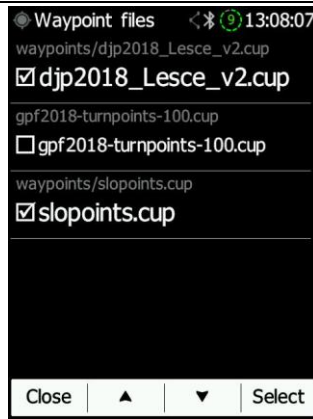 Waypoint files 9 13:08:07
waypoints/djp2018_Lesce_v2.cup
djp2018_Lesce_v2.cup
gpf2018-turnpoints-100.cup
gpf2018-turnpoints-100.cup
waypoints/slopoints.cup
slopoints.cup
Close ▲ ▼ Select